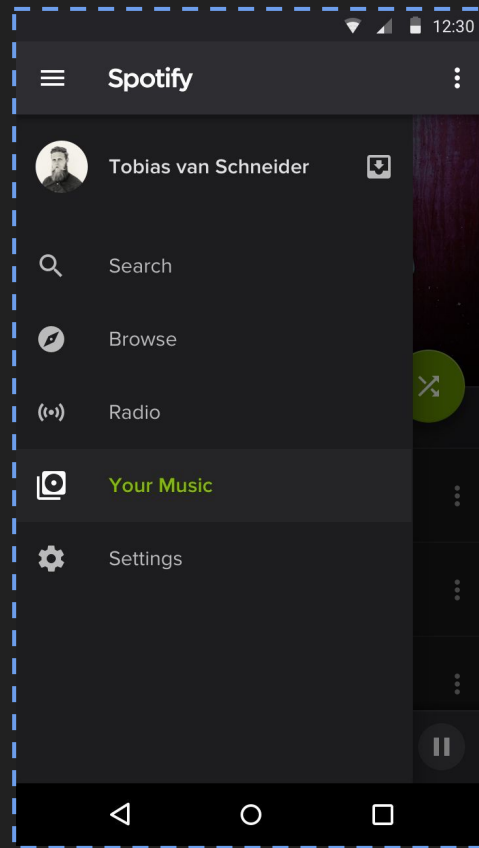 12:30
Spotify
Tobias van Schneider
Search
Browse
Radio
Your Music
Settings